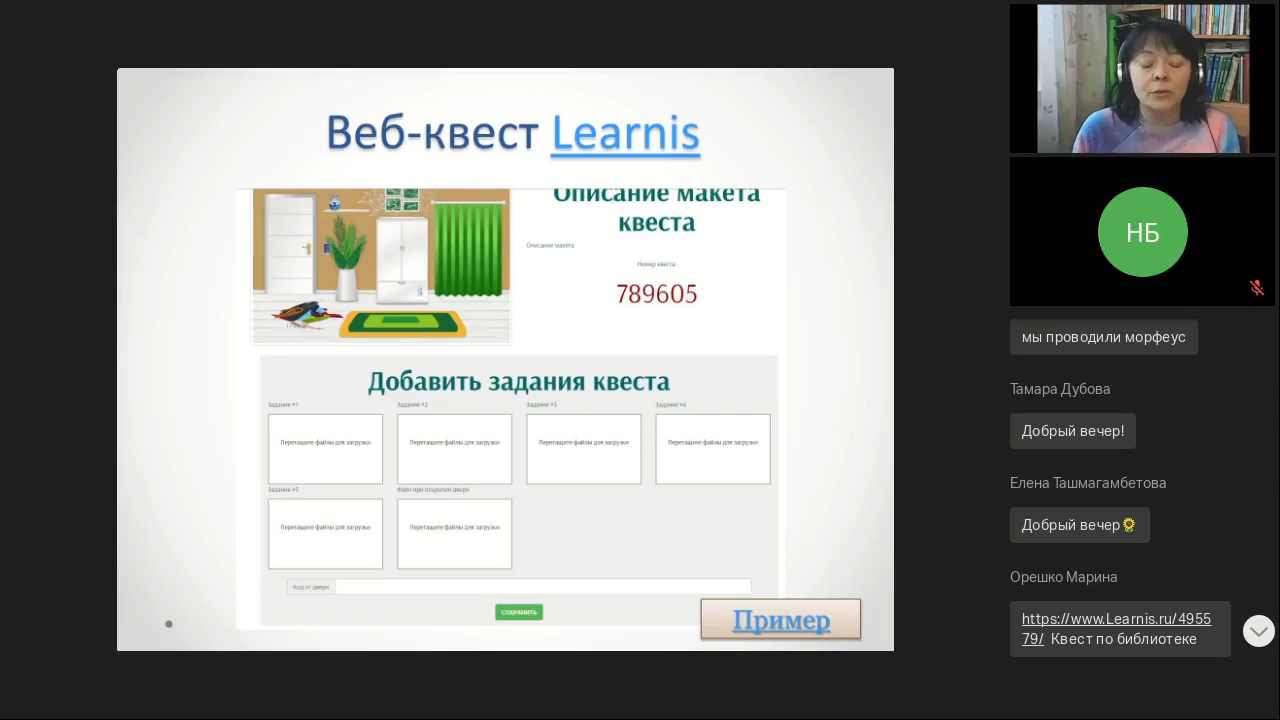 Веб-квест Learnis
Описание макета
квеста
Описание макета
Номер квеста
789605
Добавить задания квеста
Задание #1
Задание #2
Задание #3
Задание #4
Перетащите файлы для загрузки
Перетащите файлы для загрузки
Перетащите файлы для загрузки
Перетащите файлы для загрузки
Задание #5
Файл при открытии двери
Перетащите файлы для загрузки
Перетащите файлы для загрузки
Код от двери
СОХРАНИТЬ
Пример
НБ
мы проводили морфеус
Тамара Дубова
Добрый вечер!
Елена Ташмагамбетова
Добрый вечер🌻
Орешко Марина
https://www.Learnis.ru/4955
79/ Квест по библиотеке